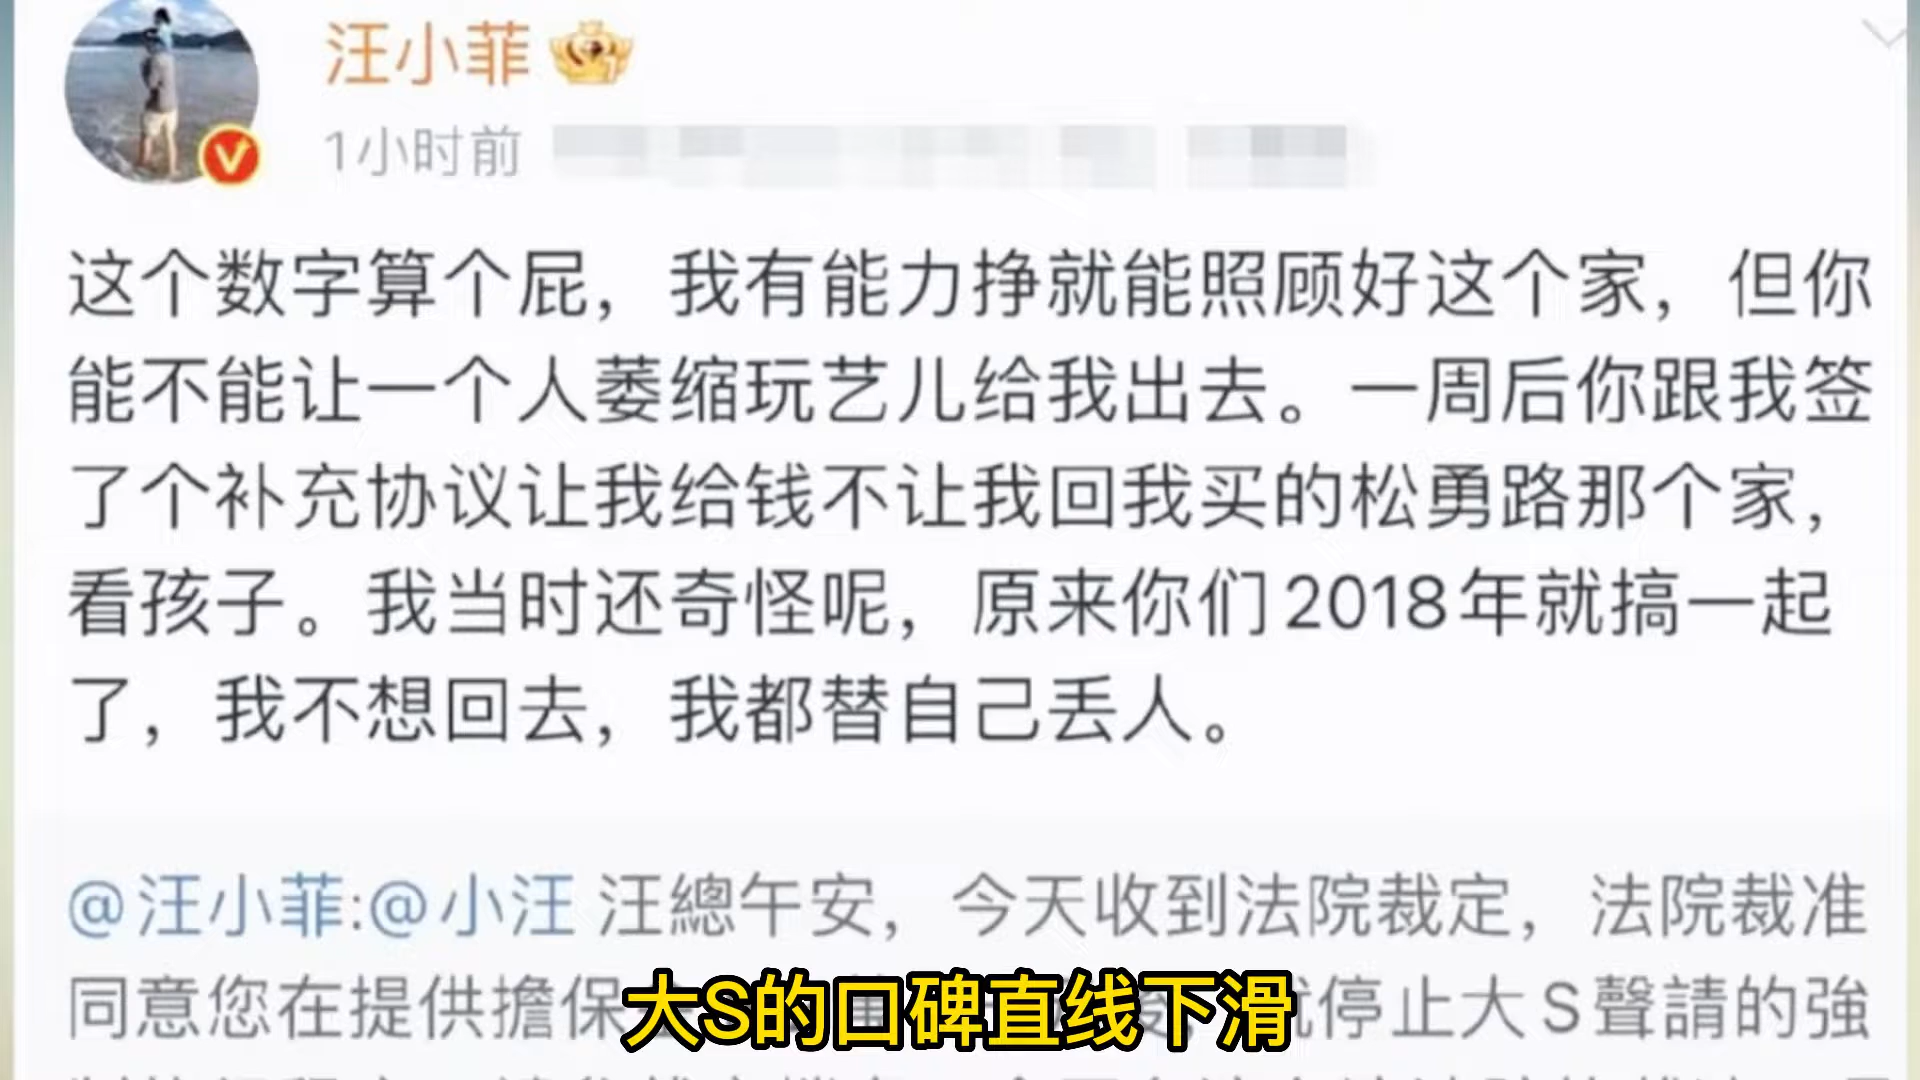 汪小菲
1小时前
这个数字算个屁，我有能力挣就能照顾好这个家，但你
能不能让一个人萎缩玩艺儿给我出去。一周后你跟我签
了个补充协议让我给钱不让我回我买的松勇路那个家，
看孩子。我当时还奇怪呢，原来你们2018年就搞一起
了，我不想回去，我都替自己丢人。
@汪小菲:@小汪 汪總午安，今天收到法院裁定，法院裁准
同意您在提供擔保 停止大S聲請的強
大S的口碑直线下滑